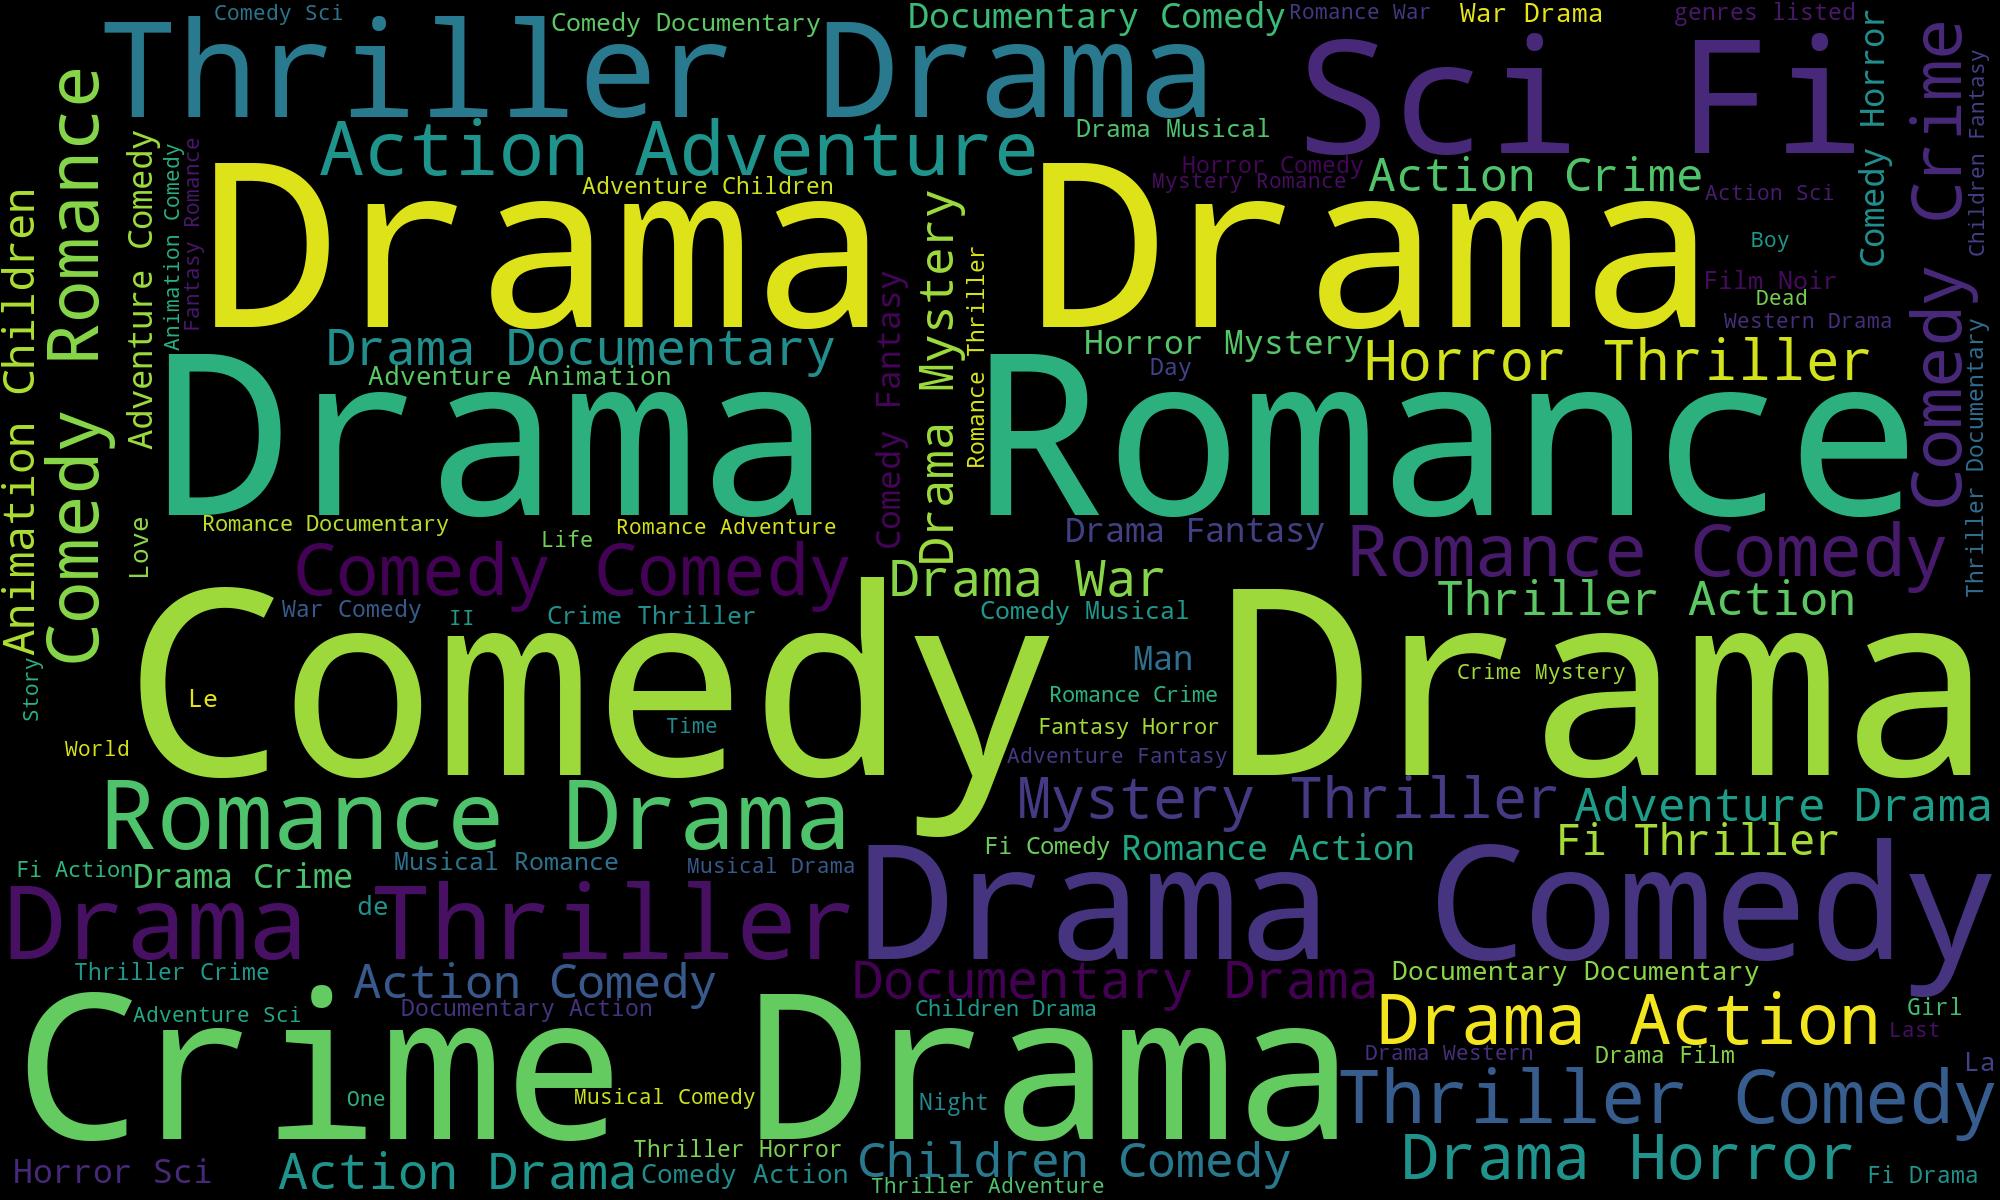 Comedy Sci
Comedy Documentary
Documentary Comedy
Romance War
War Drama
genres listed
Thriller Drama
Sci Fi
Comedy Horror
Comedy Crime
Children Fantasy
Action Adventure
Drama Musical
Horror Comedy
Mystery Romance
Action Crime
Action Sci
Adventure Children
Drama Drama
Boy
Film Noir
Dead
Western Drama
Animation Children
Comedy Romance
Adventure Comedy
Animation Comedy
Fantasy Romance
Comedy Fantasy
Drama Mystery
Romance Thriller
Thriller Documentary
Drama Documentary
Horror Mystery
Horror Thriller
Day
Adventure Animation
Drama Romance
Love
Romance Documentary
Life
Romance Adventure
Drama Fantasy
Romance Comedy
Comedy Comedy
Drama War
Thriller Action
War Comedy
II
Crime Thriller
Comedy Musical
Comedy Drama
Man
Crime Mystery
Romance Crime
Le
Story
Time
Fantasy Horror
World
Adventure Fantasy
Mystery Thriller
Adventure Drama
Romance Drama
Fi Comedy
Romance Action
Fi Thriller
Fi Action
Drama Crime
Musical Romance
Musical Drama
Drama Comedy
de
Drama Thriller
Thriller Crime
Action Comedy
Documentary Drama
Documentary Documentary
Adventure Sci
Documentary Action
Children Drama
Drama Action
Girl
Last
Crime Drama
Drama Western
Drama Film
La
One
Musical Comedy
Night
Thriller Comedy
Thriller Horror
Horror Sci
Action Drama
Comedy Action
Children Comedy
Drama Horror
Fi Drama
Thriller Adventure